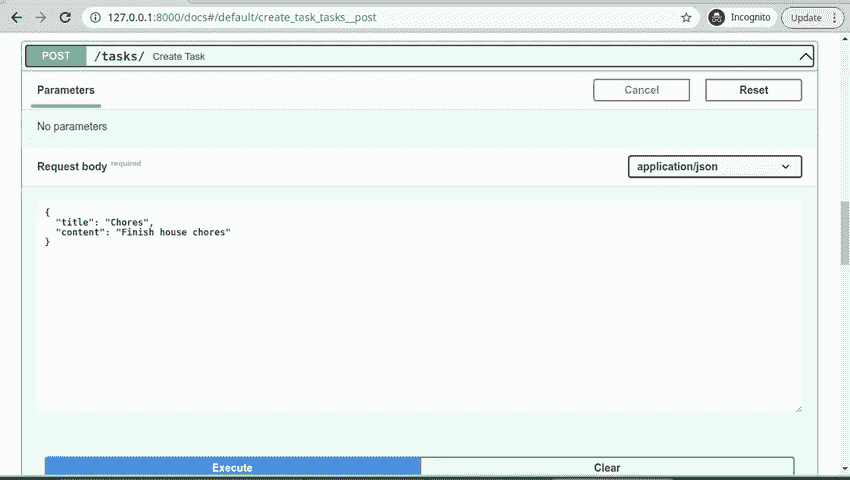 127.0.0.1:8000/docs#/default/create_task_tasks__post
Incognito
Update
POST /tasks/ Create Task
Parameters
Cancel
Reset
No parameters
Request body required
application/json
{
"title": "Chores",
"content": "Finish house chores"
}
Execute
Clear